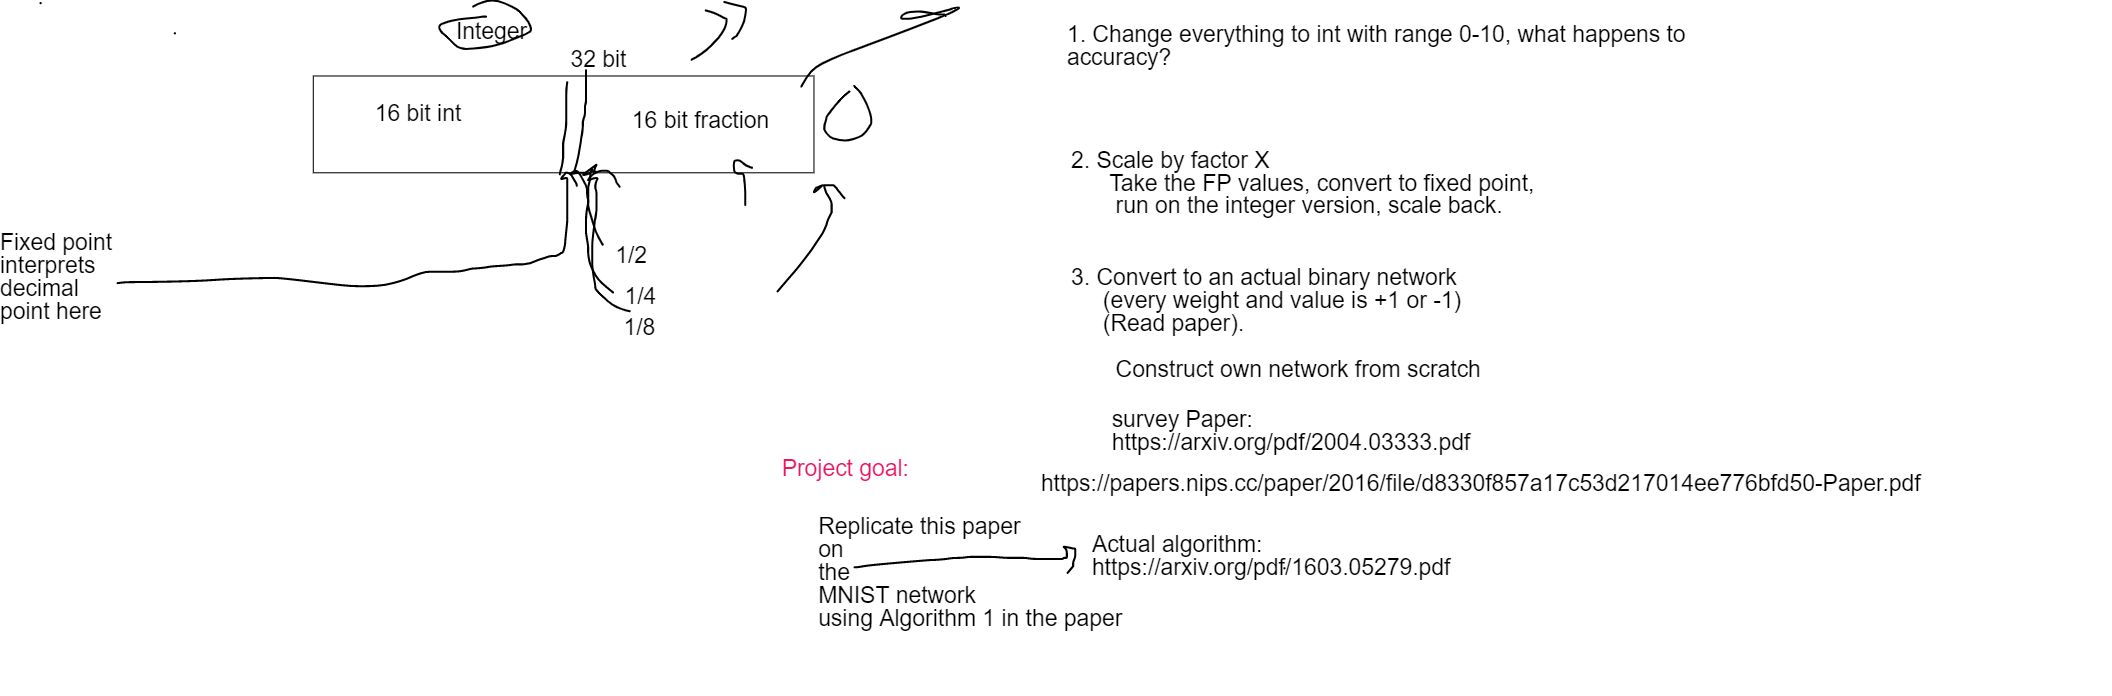 Integer
32 bit
16 bit int
16 bit fraction
Fixed point
interprets
decimal
point here
1/2
1/4
1/8
1. Change everything to int with range 0-10, what happens to
accuracy?
2. Scale by factor X
Take the FP values, convert to fixed point,
run on the integer version, scale back.
3. Convert to an actual binary network
(every weight and value is +1 or -1)
(Read paper).
Construct own network from scratch
survey Paper:
https://arxiv.org/pdf/2004.03333.pdf
Project goal:
https://papers.nips.cc/paper/2016/file/d8330f857a17c53d217014ee776bfd50-Paper.pdf
Replicate this paper
on
the
MNIST network
using Algorithm 1 in the paper
Actual algorithm:
https://arxiv.org/pdf/1603.05279.pdf